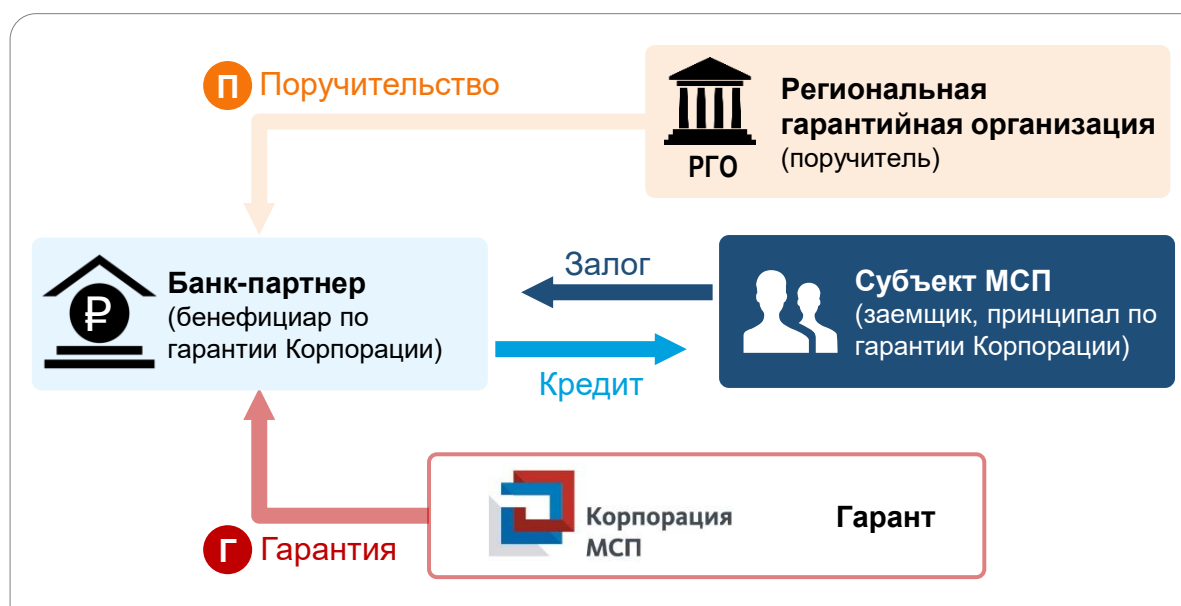 П Поручительство
РГО
Региональная
гарантийная организация
(поручитель)
₽
Банк-партнер
(бенефициар по
гарантии Корпорации)
Залог
Кредит
Субъект МСП
(заемщик, принципал по
гарантии Корпорации)
Г Гарантия
Корпорация
МСП
Гарант